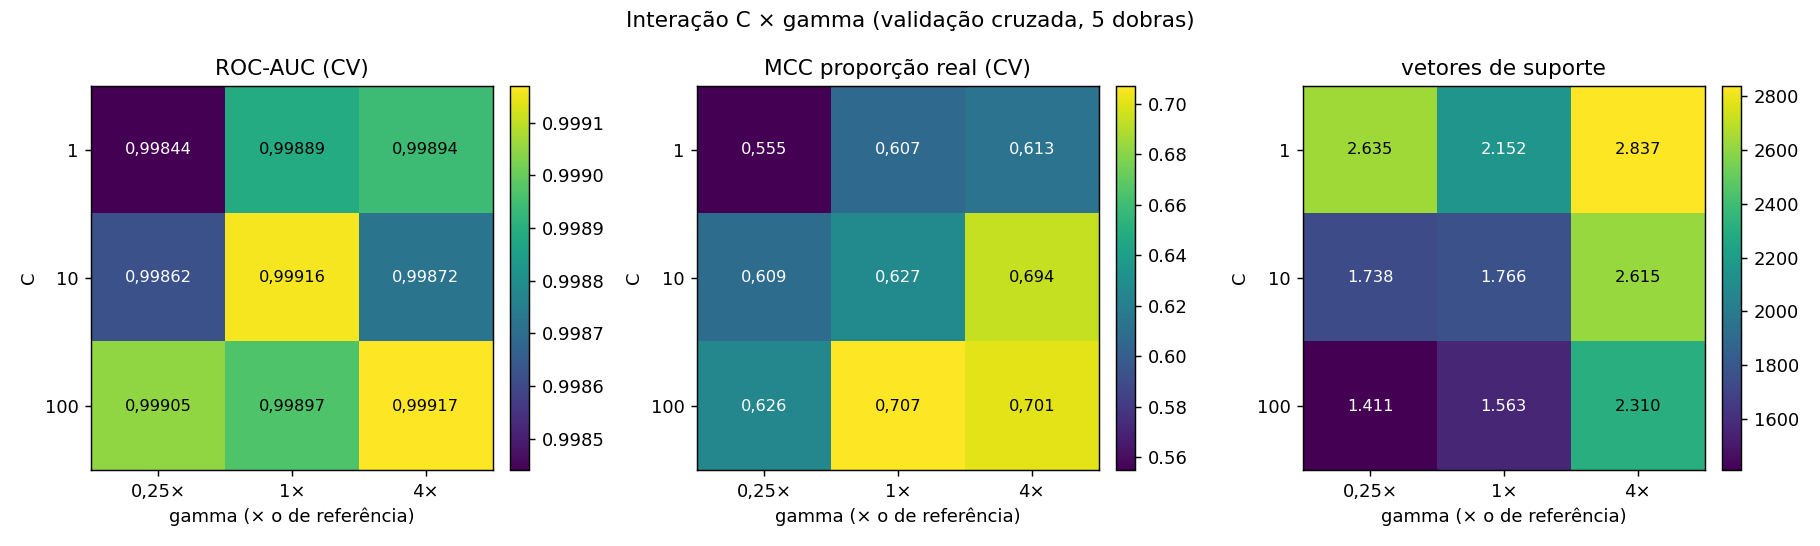 Interação C × gamma (validação cruzada, 5 dobras)
ROC-AUC (CV)
1
10
100
C
0,99844 0,99889 0,99894
0,99862 0,99916 0,99872
0,99905 0,99897 0,99917
0,25× 1× 4×
gamma (× o de referência)
0.9991
0.9990
0.9989
0.9988
0.9987
0.9986
0.9985
MCC proporção real (CV)
1
10
100
C
0,555 0,607 0,613
0,609 0,627 0,694
0,626 0,707 0,701
0,25× 1× 4×
gamma (× o de referência)
0.70
0.68
0.66
0.64
0.62
0.60
0.58
0.56
vetores de suporte
1
10
100
C
2.635 2.152 2.837
1.738 1.766 2.615
1.411 1.563 2.310
0,25× 1× 4×
gamma (× o de referência)
2800
2600
2400
2200
2000
1800
1600